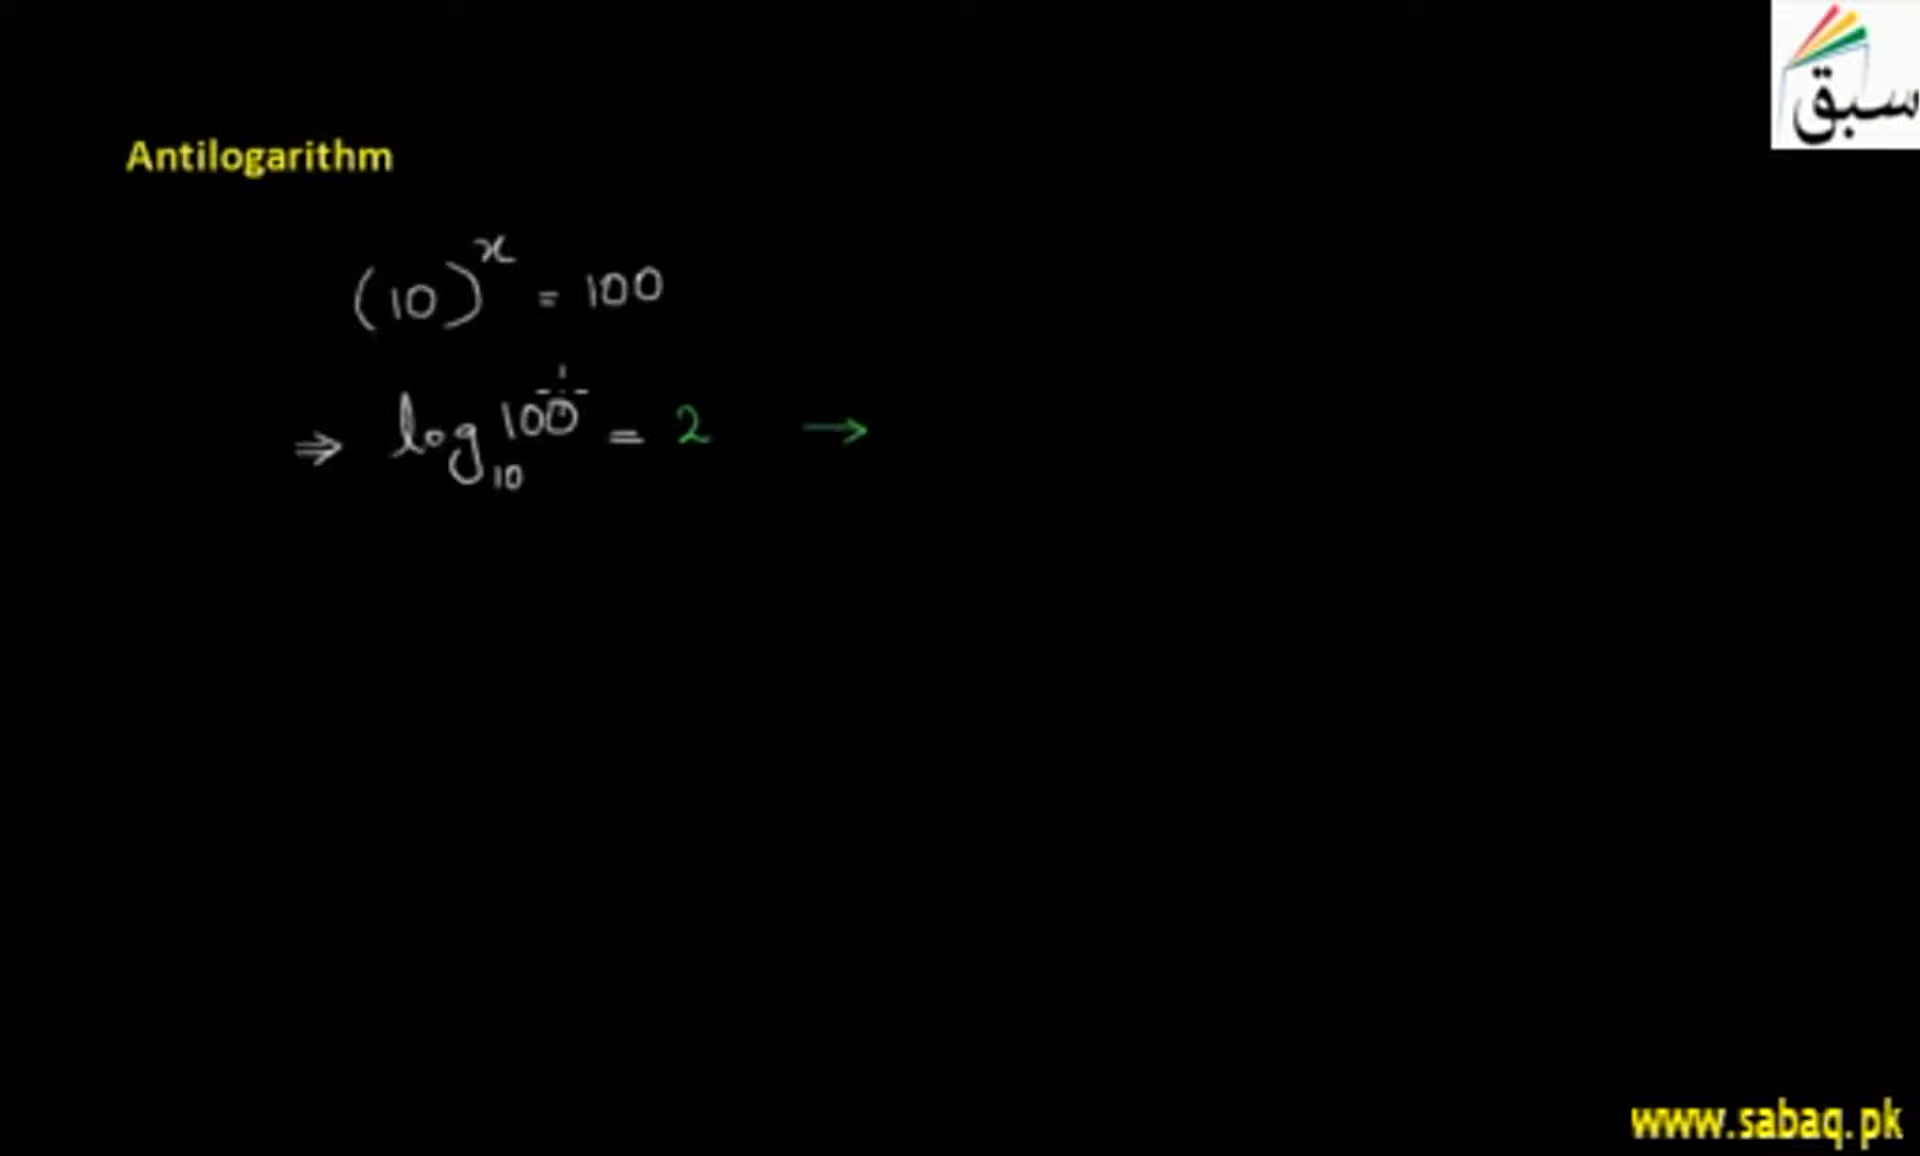 سبق
Antilogarithm
(10)^x = 100
⇒ log₁₀ 100 = 2 →
www.sabaq.pk